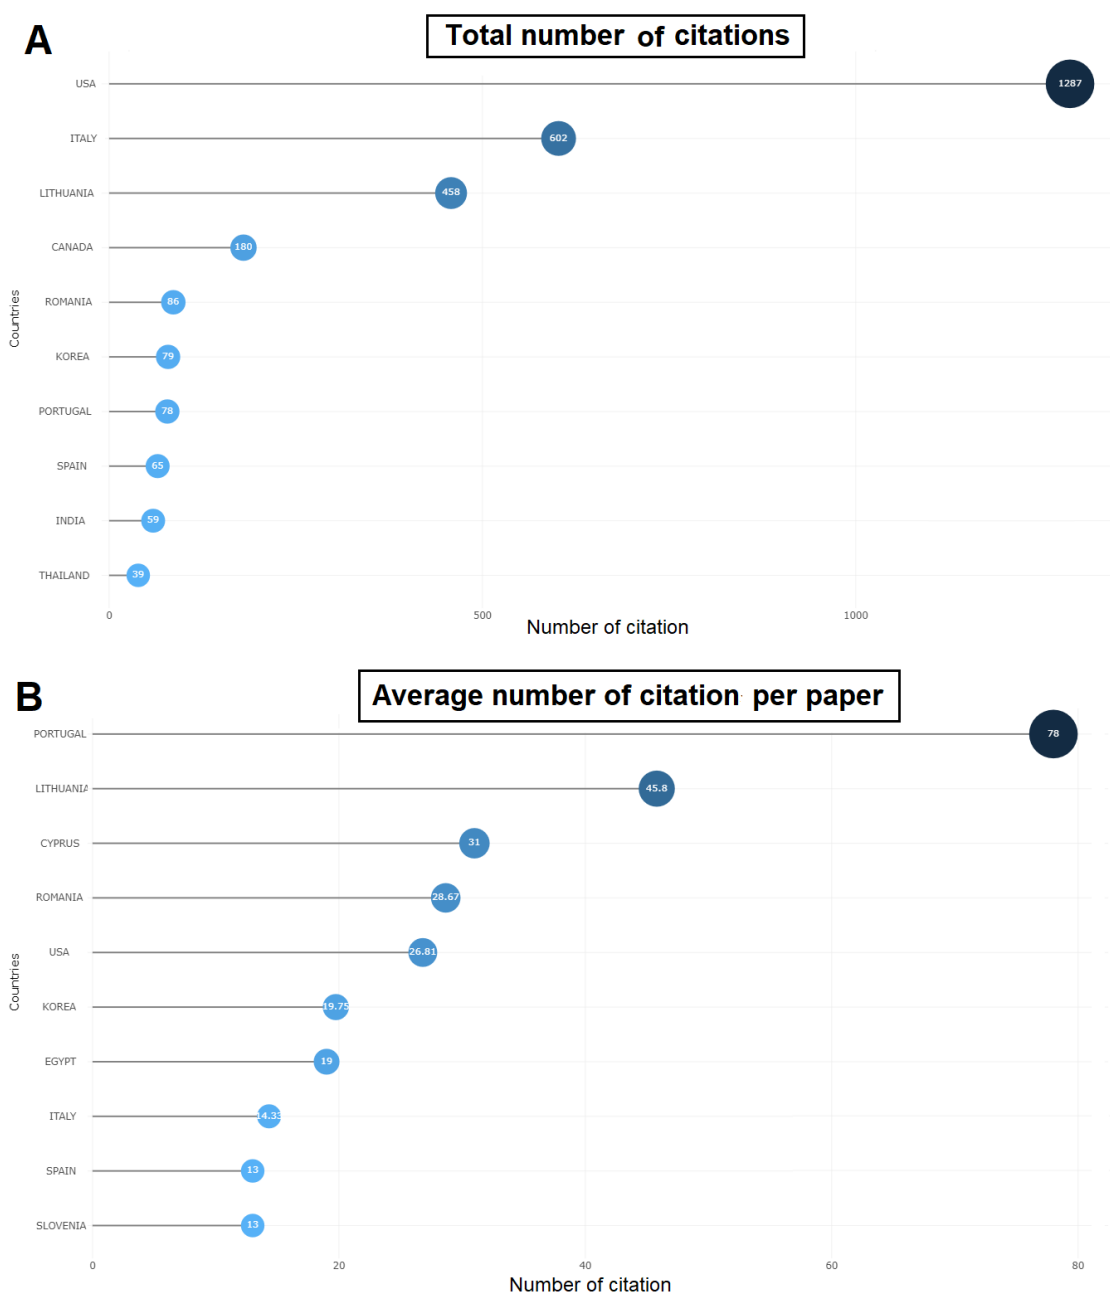 A
Total number of citations
USA
1287
ITALY
602
LITHUANIA
458
CANADA
180
ROMANIA
86
KOREA
79
PORTUGAL
78
SPAIN
65
INDIA
59
THAILAND
39
Countries
0
500
1000
Number of citation
B
Average number of citation per paper
PORTUGAL
78
LITHUANIA
45.8
CYPRUS
31
ROMANIA
28.67
USA
26.81
KOREA
19.75
EGYPT
19
ITALY
14.33
SPAIN
13
SLOVENIA
13
Countries
0
20
40
60
80
Number of citation